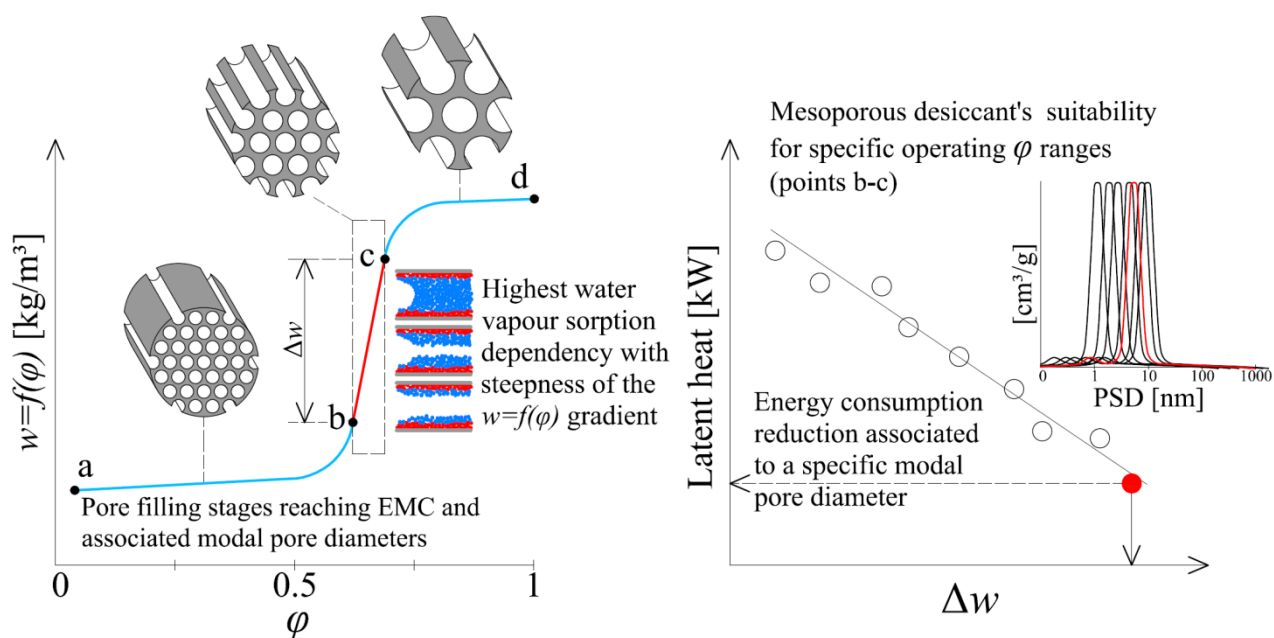 w=f(φ) [kg/m³]
a
b
c
d
Δw
Highest water
vapour sorption
dependency with
steepness of the
w=f(φ) gradient
Pore filling stages reaching EMC and
associated modal pore diameters
0
0.5
1
φ
Mesoporous desiccant's suitability
for specific operating φ ranges
(points b-c)
Latent heat [kW]
[cm³/g]
0
1
10
100
1000
PSD [nm]
Energy consumption
reduction associated
to a specific modal
pore diameter
Δw